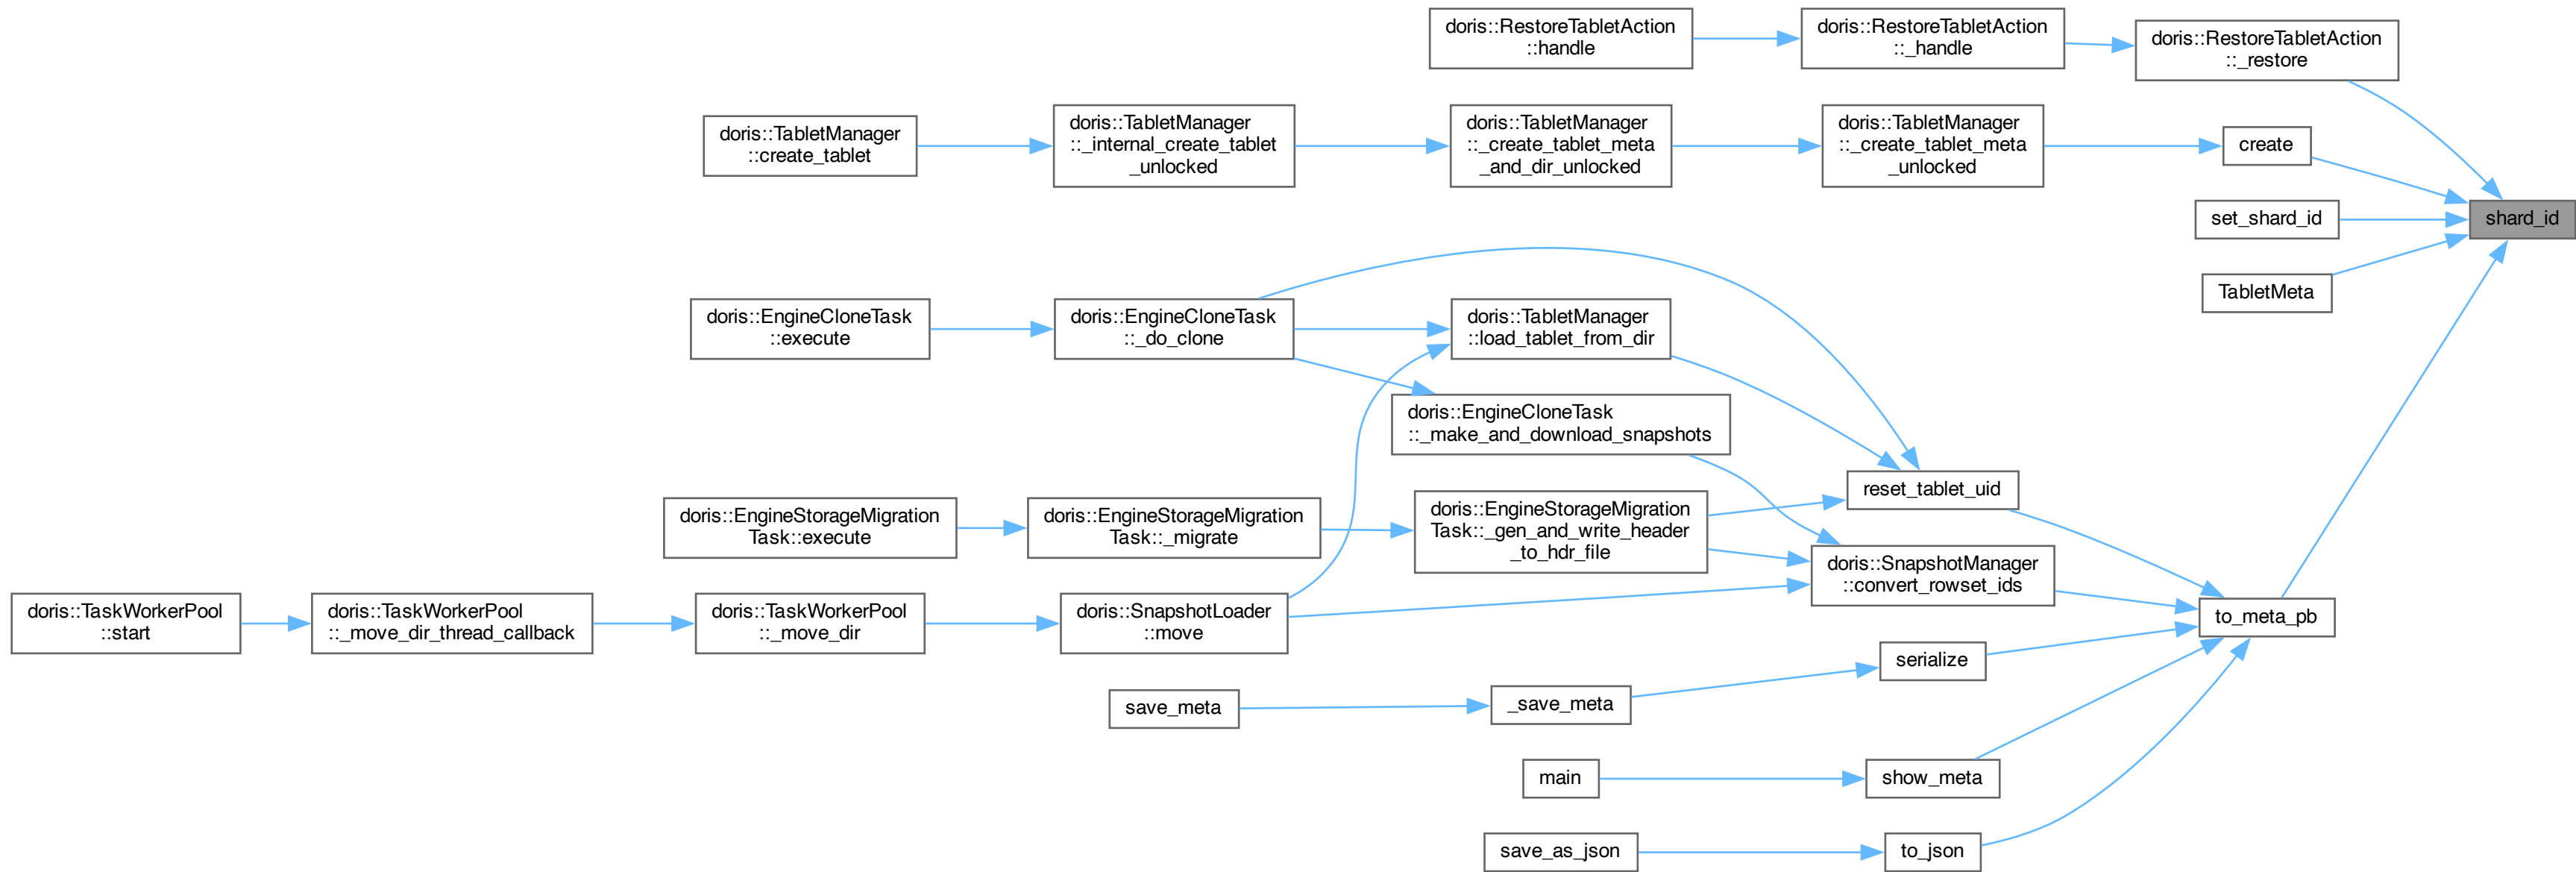 doris::RestoreTabletAction
::handle
doris::RestoreTabletAction
::_handle
doris::RestoreTabletAction
::_restore
doris::TabletManager
::create_tablet
doris::TabletManager
::_internal_create_tablet
_unlocked
doris::TabletManager
::_create_tablet_meta
_and_dir_unlocked
doris::TabletManager
::_create_tablet_meta
_unlocked
create
set_shard_id
shard_id
TabletMeta
doris::EngineCloneTask
::execute
doris::EngineCloneTask
::_do_clone
doris::TabletManager
::load_tablet_from_dir
doris::EngineCloneTask
::_make_and_download_snapshots
reset_tablet_uid
doris::EngineStorageMigration
Task::execute
doris::EngineStorageMigration
Task::_migrate
doris::EngineStorageMigration
Task::_gen_and_write_header
_to_hdr_file
doris::SnapshotManager
::convert_rowset_ids
doris::TaskWorkerPool
::start
doris::TaskWorkerPool
::_move_dir_thread_callback
doris::TaskWorkerPool
::_move_dir
doris::SnapshotLoader
::move
to_meta_pb
serialize
save_meta
_save_meta
main
show_meta
save_as_json
to_json